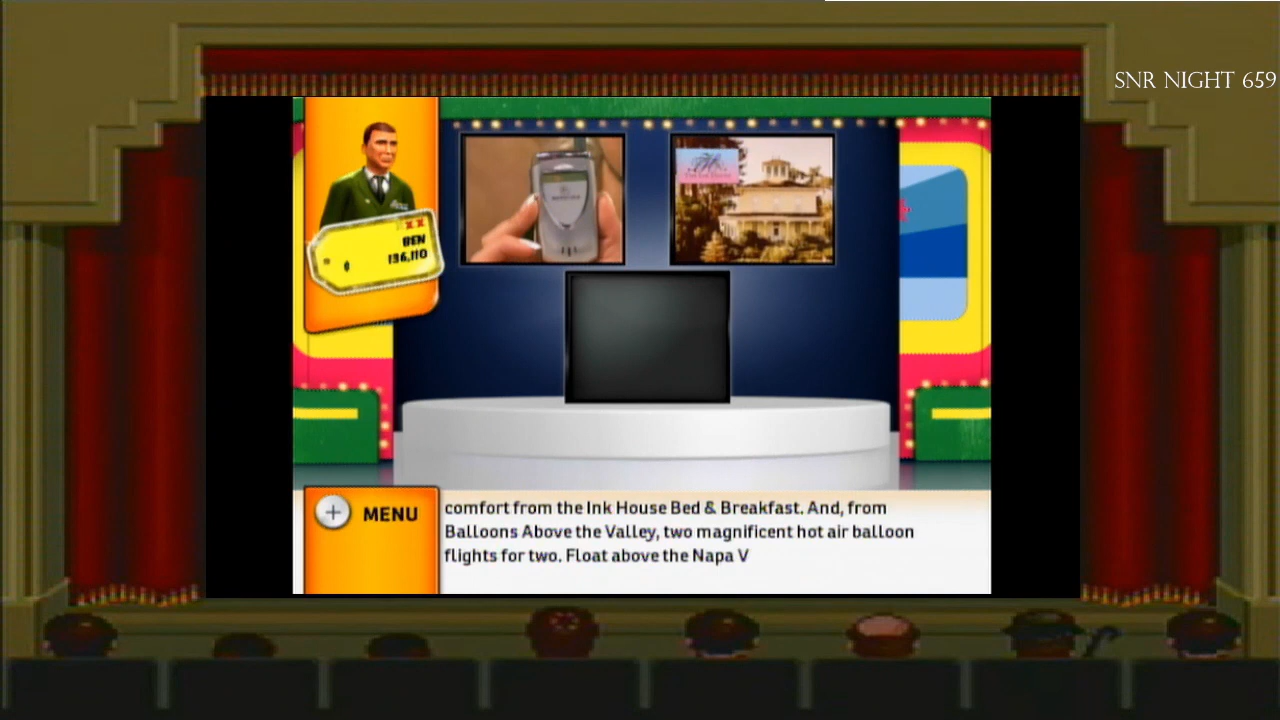 SNR NIGHT 659
BEN
$ 136,110
+ MENU
comfort from the Ink House Bed & Breakfast. And, from
Balloons Above the Valley, two magnificent hot air balloon
flights for two. Float above the Napa V